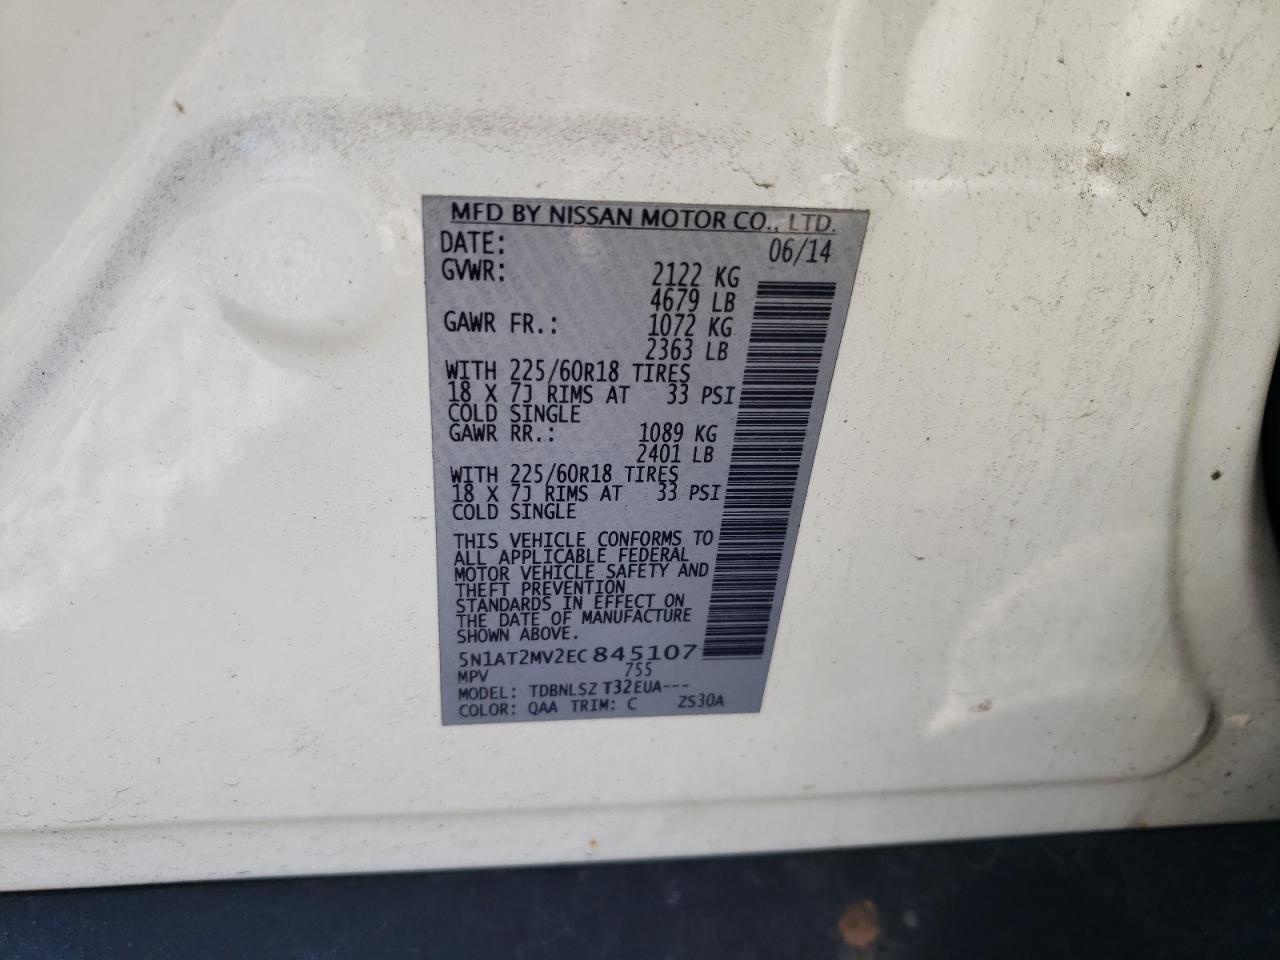 MFD BY NISSAN MOTOR CO., LTD.
DATE: 06/14
GVWR: 2122 KG
4679 LB
GAWR FR.: 1072 KG
2363 LB
WITH 225/60R18 TIRES
18 X 7J RIMS AT 33 PSI
COLD SINGLE
GAWR RR.: 1089 KG
2401 LB
WITH 225/60R18 TIRES
18 X 7J RIMS AT 33 PSI
COLD SINGLE
THIS VEHICLE CONFORMS TO
ALL APPLICABLE FEDERAL
MOTOR VEHICLE SAFETY AND
THEFT PREVENTION
STANDARDS IN EFFECT ON
THE DATE OF MANUFACTURE
SHOWN ABOVE.
5N1AT2MV2EC845107
MPV 755
MODEL: TDBNLSZ T32EUA---
COLOR: QAA TRIM: C ZS30A